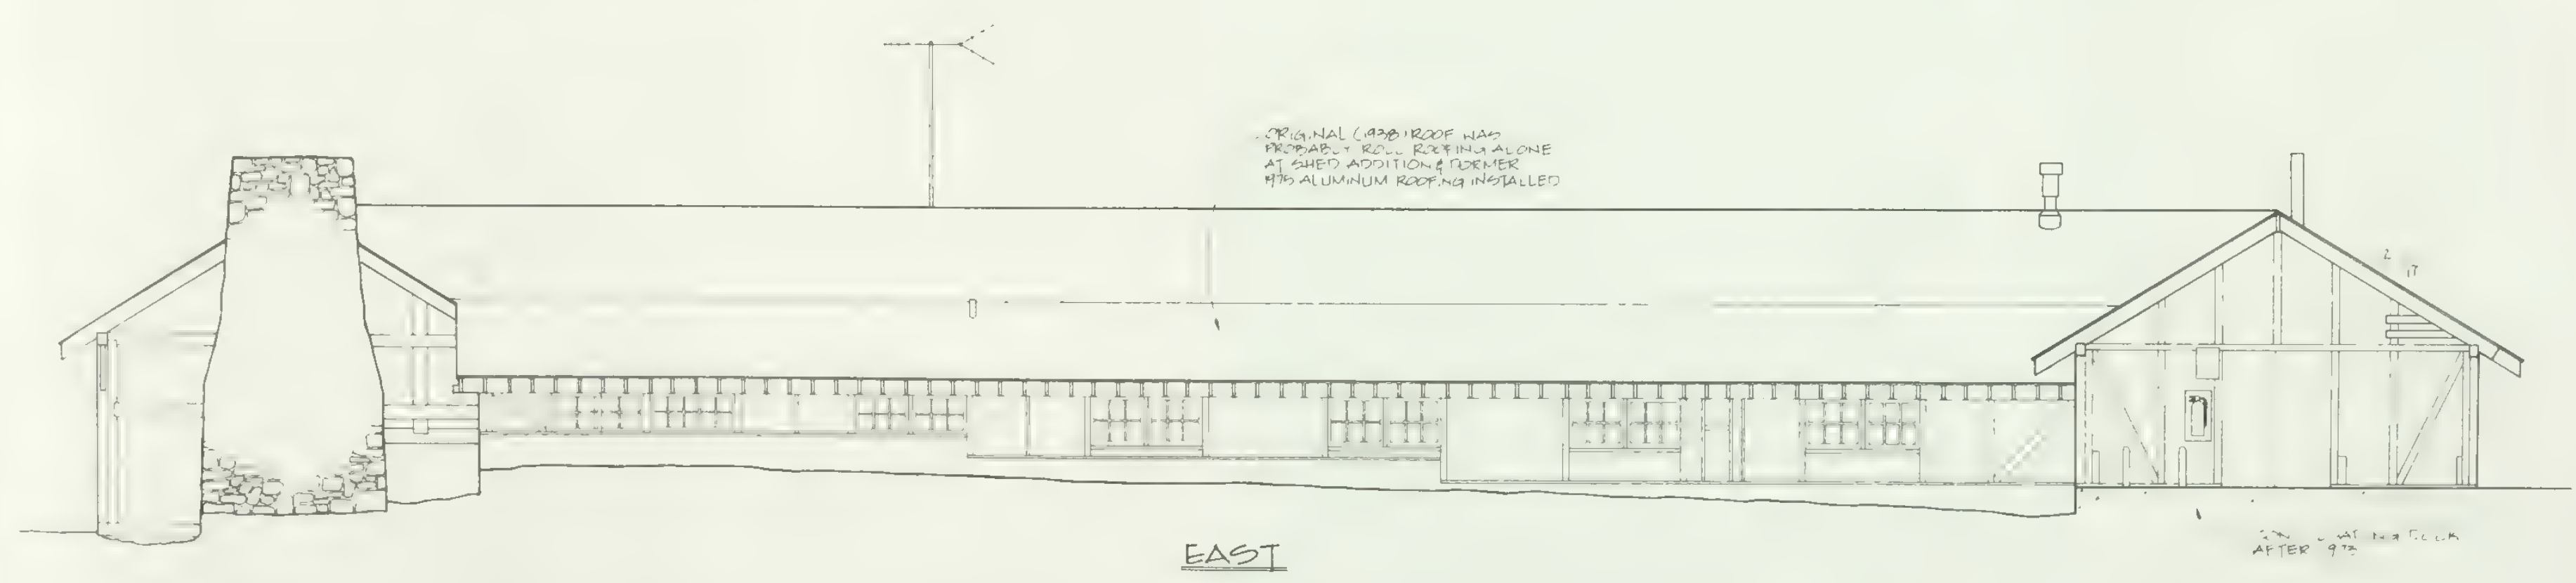 ORIGINAL (1938) ROOF WAS
PROBABLY ROLL ROOFING ALONE
AT SHED ADDITION & DORMER
1975 ALUMINUM ROOFING INSTALLED
EAST
AFTER